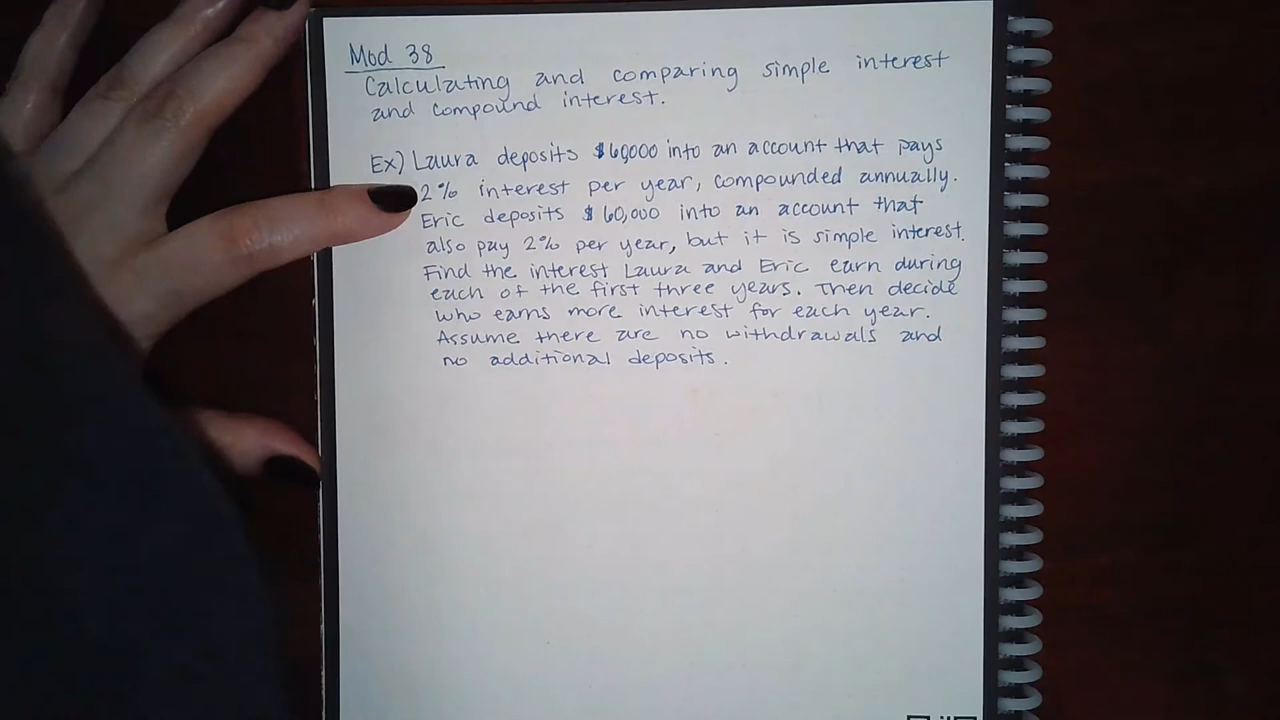 Mod 38
Calculating and comparing simple interest
and compound interest.
Ex) Laura deposits $60000 into an account that pays
2% interest per year, compounded annually.
Eric deposits $60,000 into an account that
also pay 2% per year, but it is simple interest.
Find the interest Laura and Eric earn during
each of the first three years. Then decide
who earns more interest for each year.
Assume there are no withdrawals and
no additional deposits.